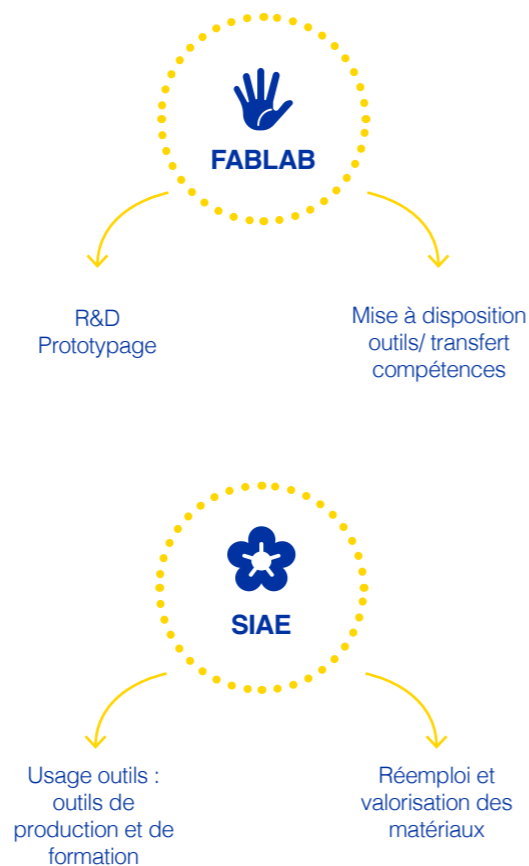 FABLAB
R&D
Prototypage
Mise à disposition
outils/ transfert
compétences
SIAE
Usage outils :
outils de
production et de
formation
Réemploi et
valorisation des
matériaux